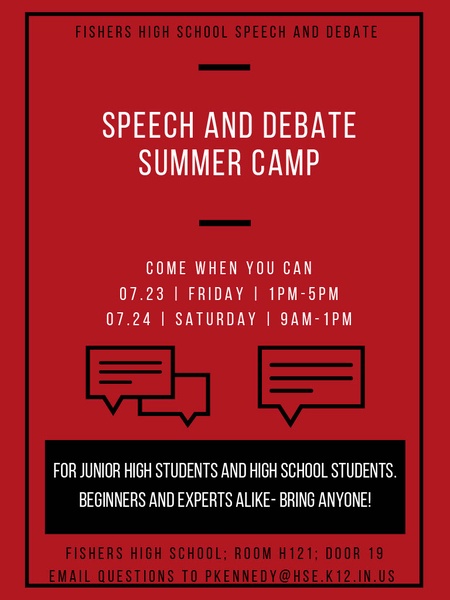 FISHERS HIGH SCHOOL SPEECH AND DEBATE
SPEECH AND DEBATE
SUMMER CAMP
COME WHEN YOU CAN
07.23 | FRIDAY | 1PM-5PM
07.24 | SATURDAY | 9AM-1PM
FOR JUNIOR HIGH STUDENTS AND HIGH SCHOOL STUDENTS.
BEGINNERS AND EXPERTS ALIKE- BRING ANYONE!
FISHERS HIGH SCHOOL; ROOM H121; DOOR 19
EMAIL QUESTIONS TO PKENNEDY@HSE.K12.IN.US